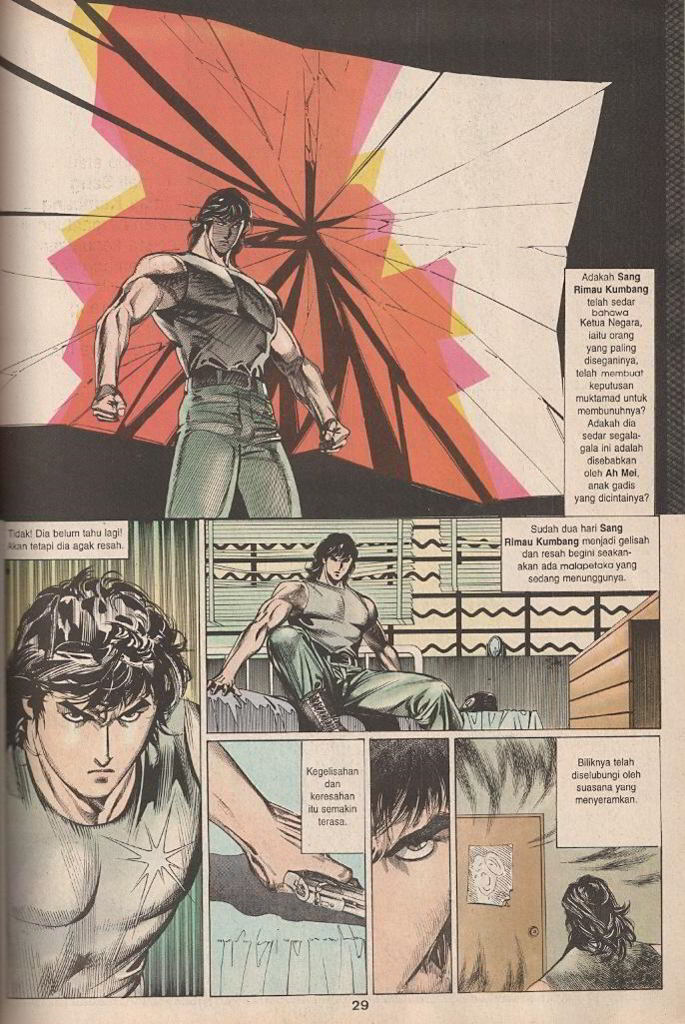 Adakah Sang
Rimau Kumbang
telah sedar
bahawa
Ketua Negara,
iaitu orang
yang paling
diseganinya,
telah membuat
keputusan
muktamad untuk
membunuhnya?
Adakah dia
sedar segala-
gala ini adalah
disebabkan
oleh Ah Mei,
anak gadis
yang dicintainya?
Tidak! Dia belum tahu lagi!
Akan tetapi dia agak resah.
Sudah dua hari Sang
Rimau Kumbang menjadi gelisah
dan resah begini seakan-
akan ada malapetaka yang
sedang menunggunya.
Kegelisahan
dan
keresahan
itu semakin
terasa.
Biliknya telah
diselubungi oleh
suasana yang
menyeramkan.
29